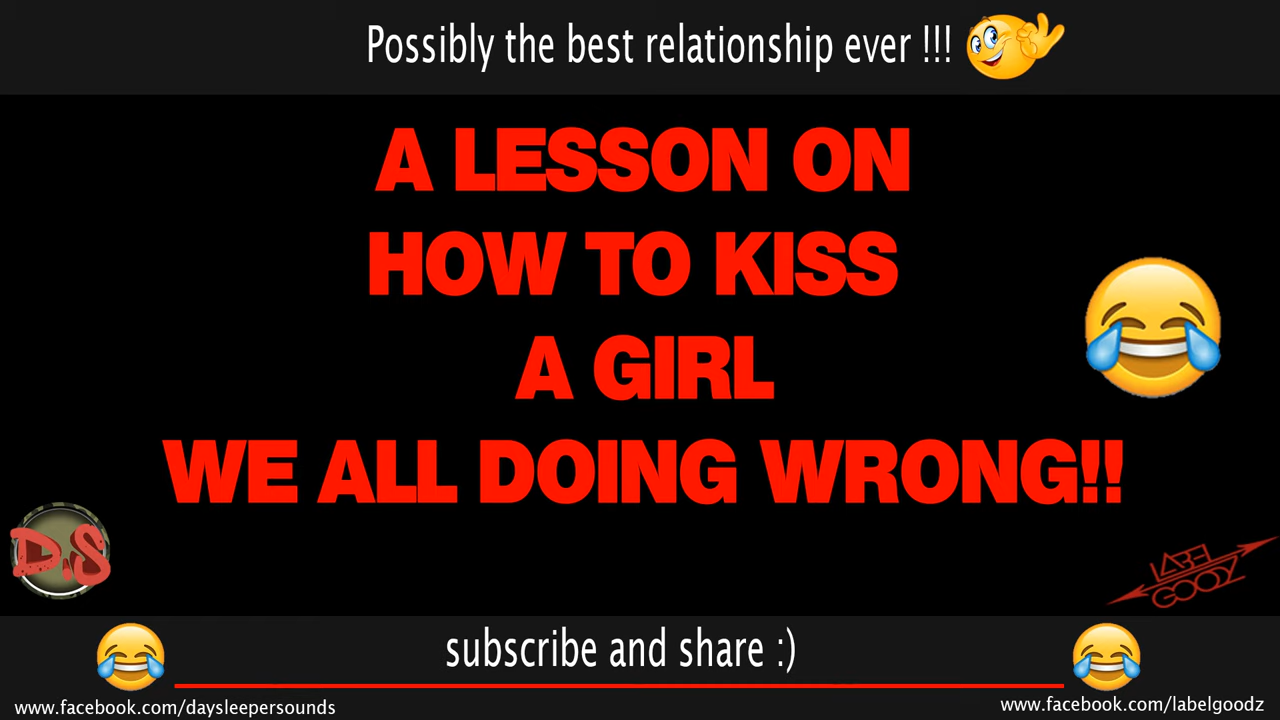 Possibly the best relationship ever !!!
A LESSON ON
HOW TO KISS
A GIRL
WE ALL DOING WRONG!!
D.S
LABEL
GOODZ
subscribe and share :)
www.facebook.com/daysleepersounds
www.facebook.com/labelgoodz